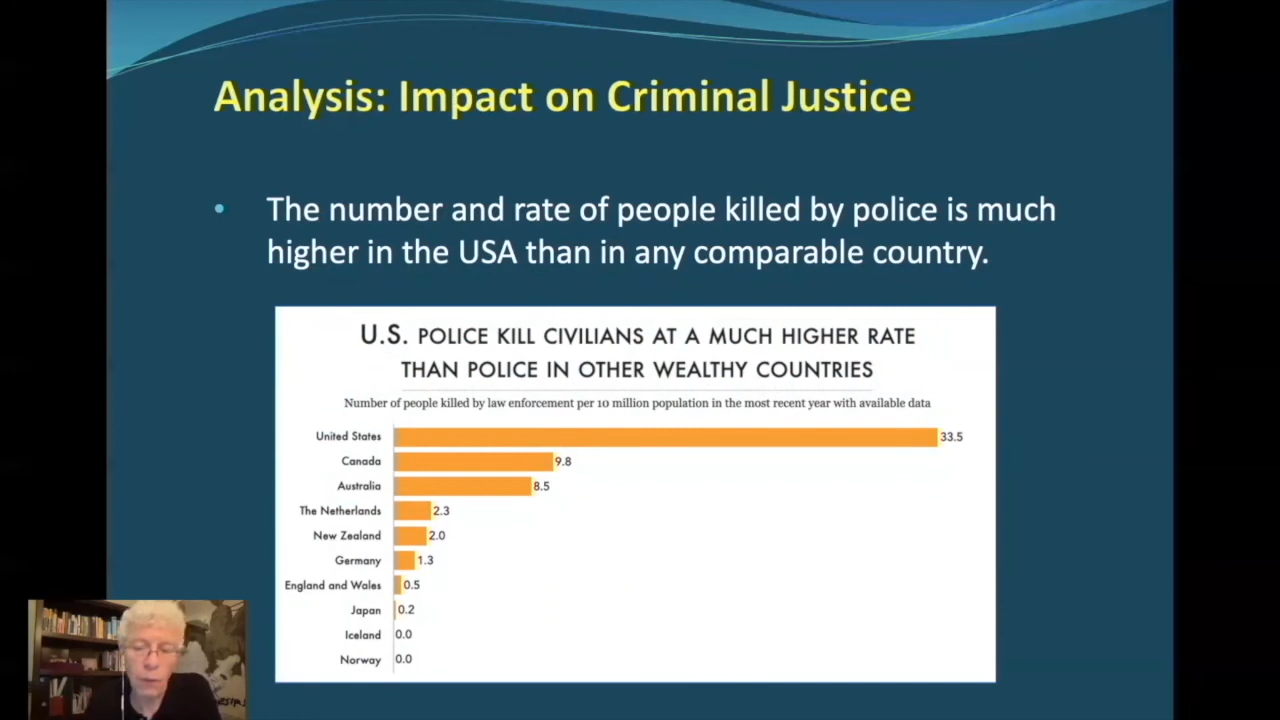 Analysis: Impact on Criminal Justice
• The number and rate of people killed by police is much
higher in the USA than in any comparable country.
U.S. POLICE KILL CIVILIANS AT A MUCH HIGHER RATE
THAN POLICE IN OTHER WEALTHY COUNTRIES
Number of people killed by law enforcement per 10 million population in the most recent year with available data
United States 33.5
Canada 9.8
Australia 8.5
The Netherlands 2.3
New Zealand 2.0
Germany 1.3
England and Wales 0.5
Japan 0.2
Iceland 0.0
Norway 0.0